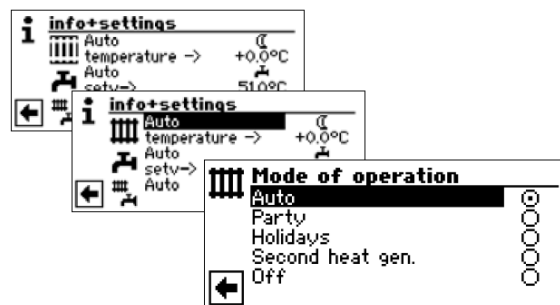 info+settings
Auto
temperature -> +0.0°C
Auto
setv-> 51.0°C
info+settings
Auto
temperature -> +0.0°C
Auto
setv->
Auto
Mode of operation
Auto
Party
Holidays
Second heat gen.
Off